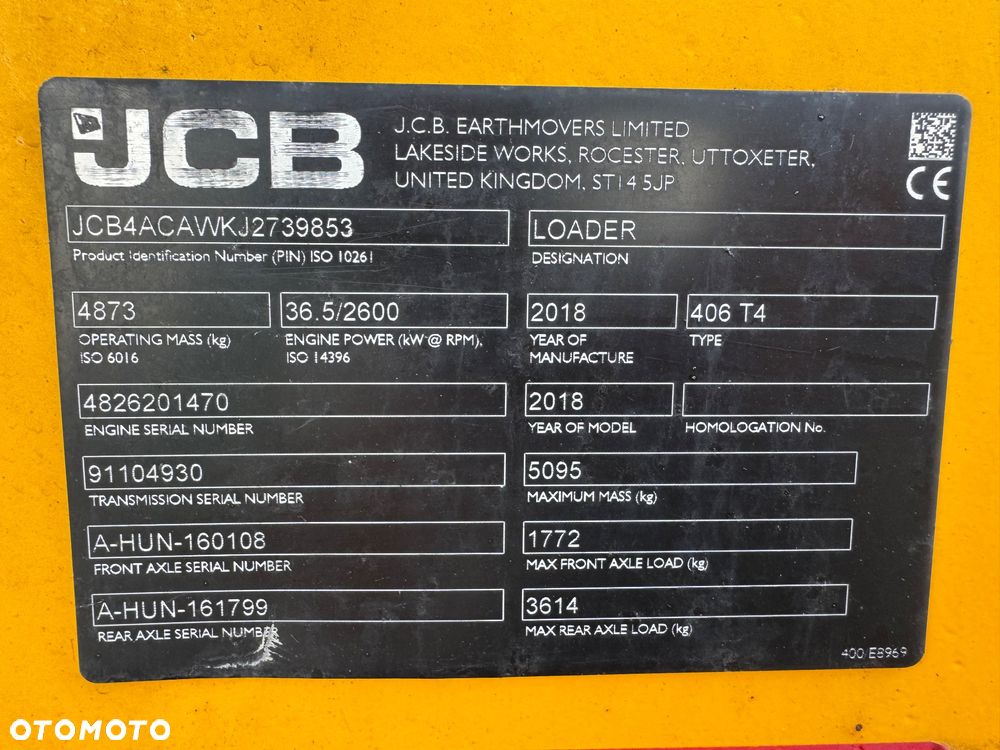 JCB
J.C.B. EARTHMOVERS LIMITED
LAKESIDE WORKS, ROCESTER, UTTOXETER,
UNITED KINGDOM, ST14 5JP
CE
JCB4ACAWKJ2739853
Product Identification Number (PIN) ISO 10261
LOADER
DESIGNATION
4873
OPERATING MASS (kg)
ISO 6016
36.5/2600
ENGINE POWER (kW @ RPM),
ISO 14396
2018
YEAR OF
MANUFACTURE
406 T4
TYPE
4826201470
ENGINE SERIAL NUMBER
2018
YEAR OF MODEL
HOMOLOGATION No.
91104930
TRANSMISSION SERIAL NUMBER
5095
MAXIMUM MASS (kg)
A-HUN-160108
FRONT AXLE SERIAL NUMBER
1772
MAX FRONT AXLE LOAD (kg)
A-HUN-161799
REAR AXLE SERIAL NUMBER
3614
MAX REAR AXLE LOAD (kg)
400/E8969
OTOMOTO